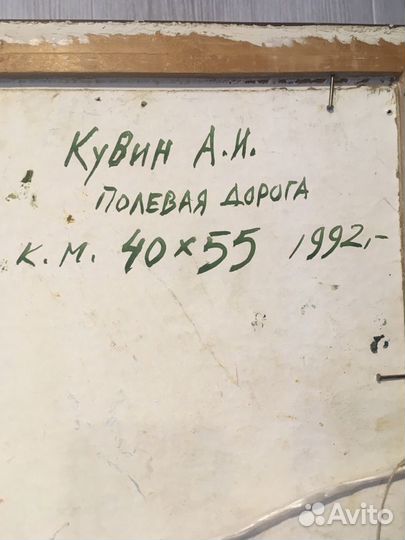 Кувин А.И.
ПОЛЕВАЯ ДОРОГА
К.М. 40×55 1992,-
Avito